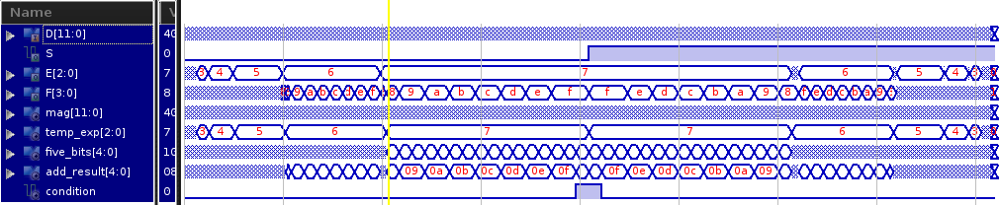 Name V
D[11:0] 40
S 0
E[2:0] 7 3 4 5 6 7 6 5 4 3
F[3:0] 8 9 a b c d e f 8 9 a b c d e f f e d c b a 9 8 f e d c b a 9
mag[11:0] 40
temp_exp[2:0] 7 3 4 5 6 7 7 6 5 4 3
five_bits[4:0] 10
add_result[4:0] 08 09 0a 0b 0c 0d 0e 0f 0f 0e 0d 0c 0b 0a 09
condition 0